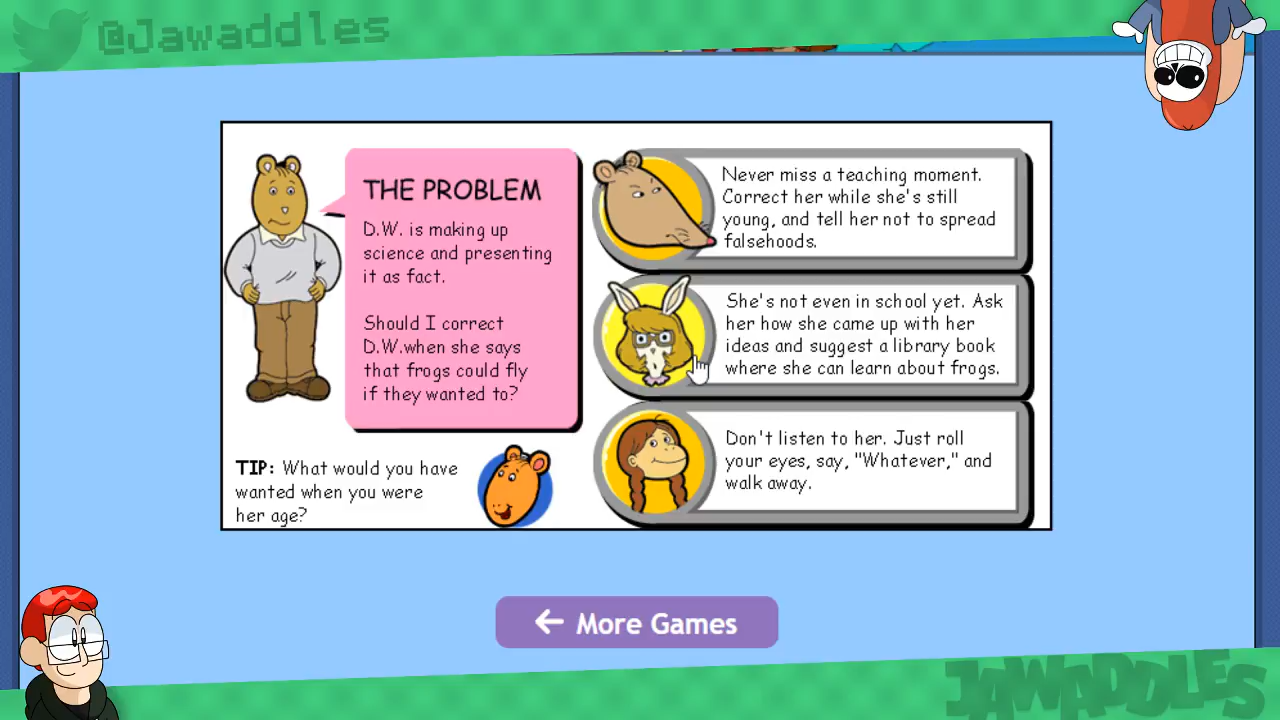 @Jawaddles
THE PROBLEM
D.W. is making up
science and presenting
it as fact.
Should I correct
D.W.when she says
that frogs could fly
if they wanted to?
TIP: What would you have
wanted when you were
her age?
Never miss a teaching moment.
Correct her while she's still
young, and tell her not to spread
falsehoods.
She's not even in school yet. Ask
her how she came up with her
ideas and suggest a library book
where she can learn about frogs.
Don't listen to her. Just roll
your eyes, say, "Whatever," and
walk away.
More Games
JAWADDLES